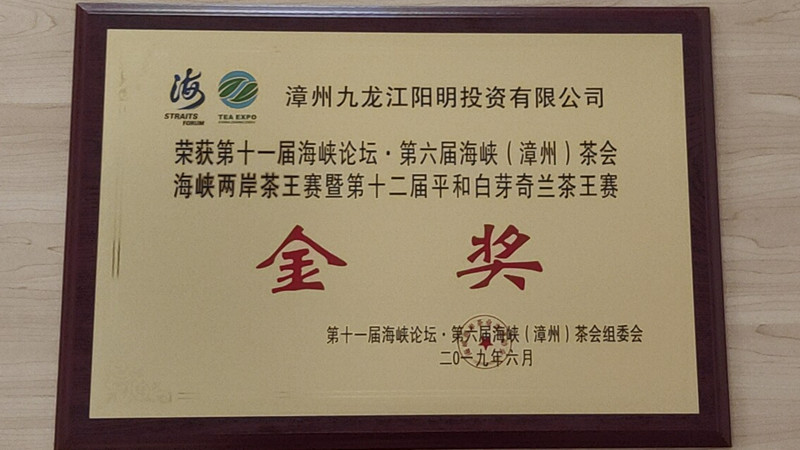 海
STRAITS
FORUM
TEA EXPO
漳州九龙江阳明投资有限公司
荣获第十一届海峡论坛·第六届海峡（漳州）茶会
海峡两岸茶王赛暨第十二届平和白芽奇兰茶王赛
金奖
第十一届海峡论坛·第六届海峡（漳州）茶会组委会
二0一九年六月